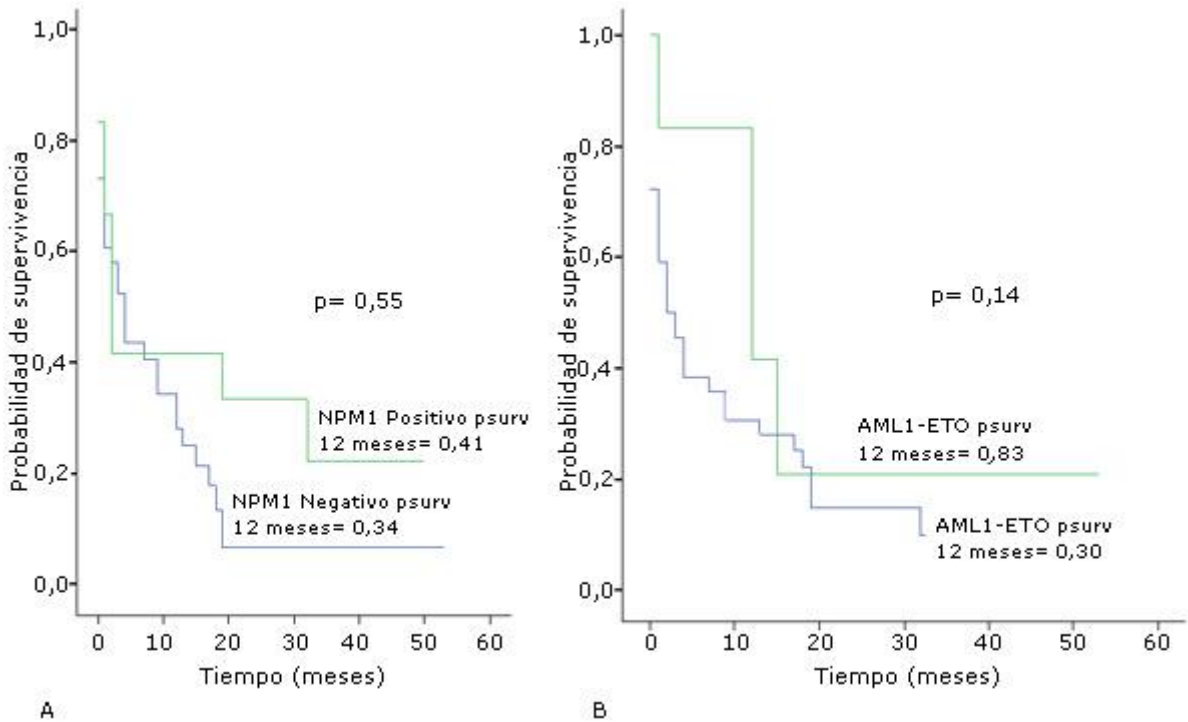 Probabilidad de supervivencia
1,0
0,8
0,6
0,4
0,2
0,0
p= 0,55
NPM1 Positivo psurv
12 meses= 0,41
NPM1 Negativo psurv
12 meses= 0,34
0 10 20 30 40 50 60
Tiempo (meses)
A
Probabilidad de supervivencia
1,0
0,8
0,6
0,4
0,2
0,0
p= 0,14
AML1-ETO psurv
12 meses= 0,83
AML1-ETO psurv
12 meses= 0,30
0 10 20 30 40 50 60
Tiempo (meses)
B